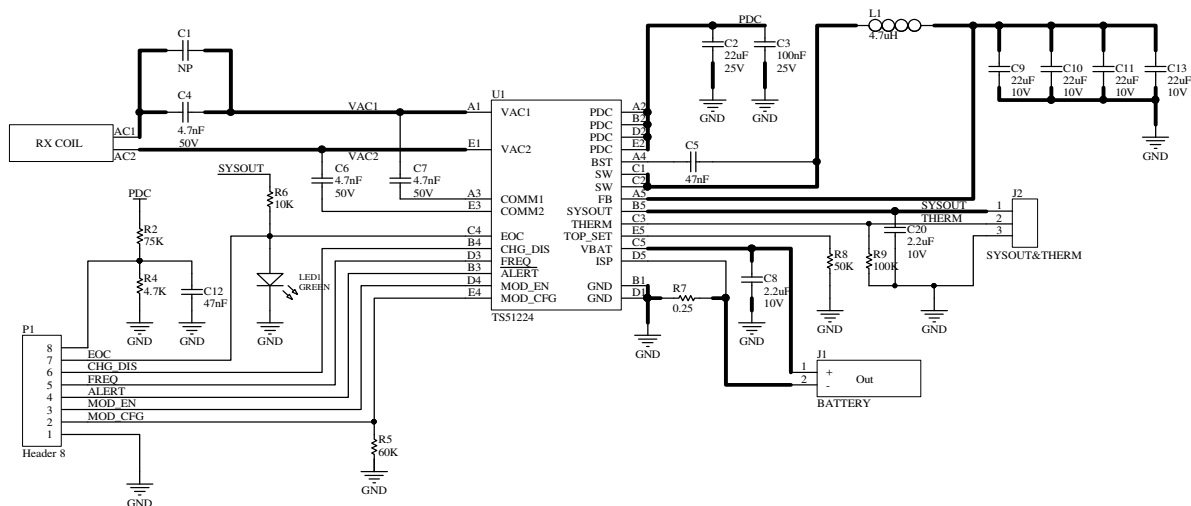 C1
NP
C4
4.7nF
50V
RX COIL
AC1
AC2
VAC1
VAC2
C6
4.7nF
50V
C7
4.7nF
50V
SYSOUT
R6
10K
PDC
R2
75K
R4
4.7K
C12
47nF
GND
GND
LED1
GREEN
GND
P1
8
7
6
5
4
3
2
1
Header 8
EOC
CHG_DIS
FREQ
ALERT
MOD_EN
MOD_CFG
GND
R5
60K
GND
U1
A1
E1
A3
E3
C4
B4
D3
B3
D4
E4
VAC1
VAC2
COMM1
COMM2
EOC
CHG_DIS
FREQ
ALERT
MOD_EN
MOD_CFG
PDC
PDC
PDC
PDC
BST
SW
SW
FB
SYSOUT
THERM
TOP_SET
VBAT
ISP
GND
GND
A2
B2
D2
E2
A4
C1
C2
A5
B5
C3
E5
C5
D5
B1
D1
TS51224
PDC
C2
22uF
25V
C3
100nF
25V
GND
GND
C5
47nF
L1
4.7uH
C9
22uF
10V
C10
22uF
10V
C11
22uF
10V
C13
22uF
10V
GND
SYSOUT
THERM
J2
1
2
3
SYSOUT&THERM
C20
2.2uF
10V
R8
50K
R9
100K
GND
GND
C8
2.2uF
10V
GND
R7
0.25
GND
J1
1
2
+
-
Out
BATTERY